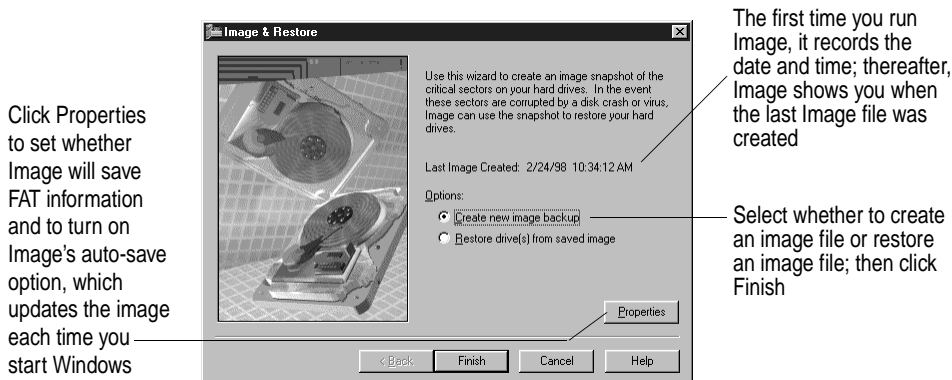 Click Properties
to set whether
Image will save
FAT information
and to turn on
Image's auto-save
option, which
updates the image
each time you
start Windows
Image & Restore
Use this wizard to create an image snapshot of the
critical sectors on your hard drives. In the event
these sectors are corrupted by a disk crash or virus,
Image can use the snapshot to restore your hard
drives.
Last Image Created: 2/24/98 10:34:12 AM
Options:
Create new image backup
Restore drive(s) from saved image
Properties
< Back
Finish
Cancel
Help
The first time you run
Image, it records the
date and time; thereafter,
Image shows you when
the last Image file was
created
Select whether to create
an image file or restore
an image file; then click
Finish